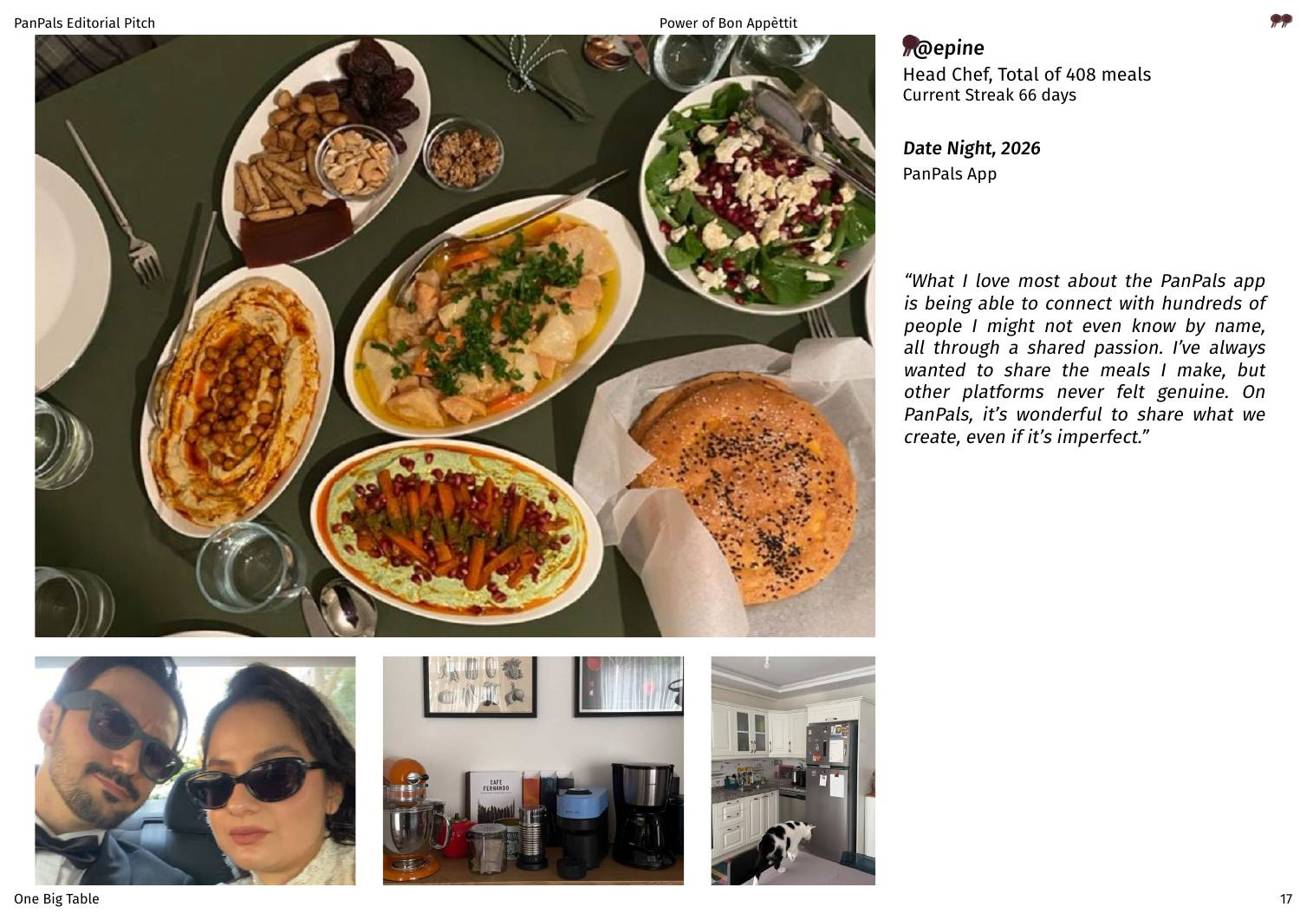 PanPals Editorial Pitch
Power of Bon Appèttit
@epine
Head Chef, Total of 408 meals
Current Streak 66 days
Date Night, 2026
PanPals App
“What I love most about the PanPals app
is being able to connect with hundreds of
people I might not even know by name,
all through a shared passion. I’ve always
wanted to share the meals I make, but
other platforms never felt genuine. On
PanPals, it’s wonderful to share what we
create, even if it’s imperfect.”
CAFE
FERNANDO
One Big Table
17